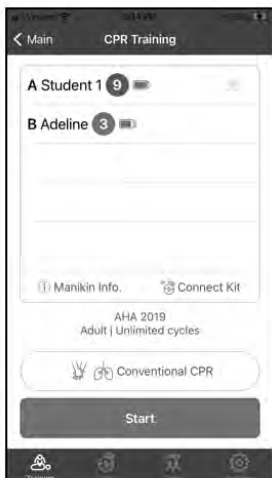 Main
CPR Training
A Student 1 9
B Adeline 3
Manikin Info.
Connect Kit
AHA 2019
Adult | Unlimited cycles
Conventional CPR
Start
Training